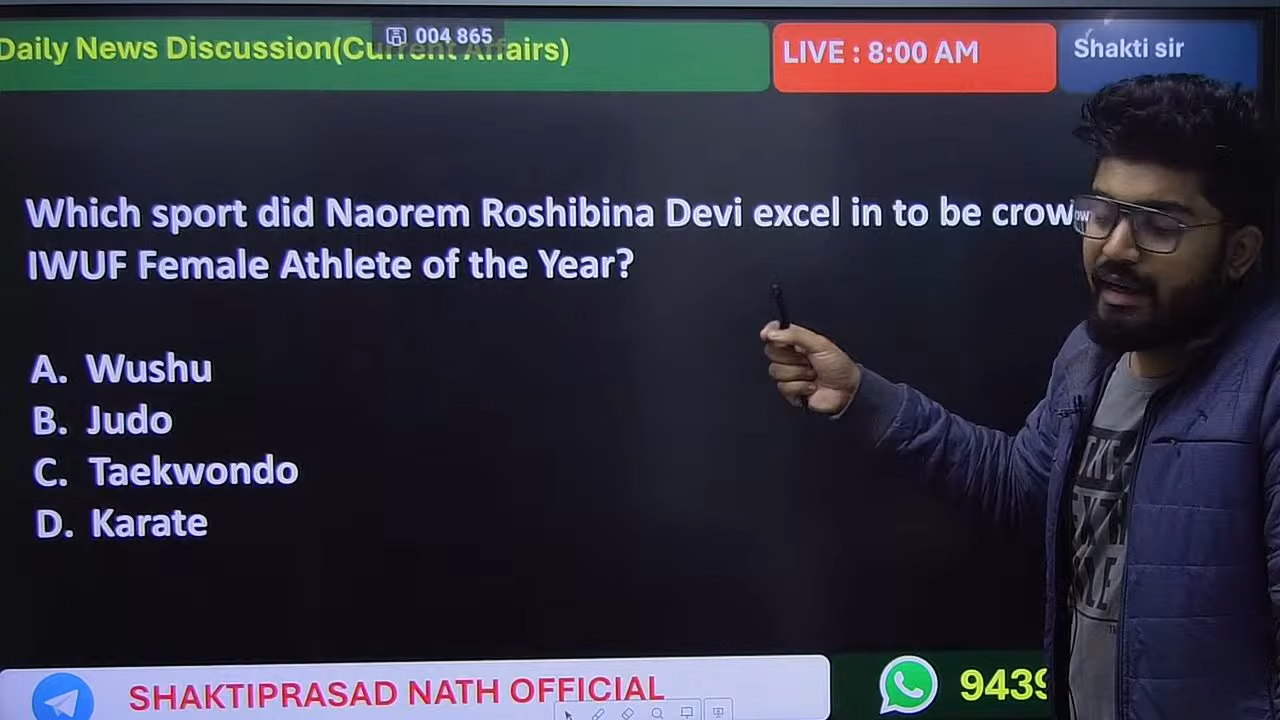 Daily News Discussion(Current Affairs)
004 865
LIVE : 8:00 AM
Shakti sir
Which sport did Naorem Roshibina Devi excel in to be crow
IWUF Female Athlete of the Year?
A. Wushu
B. Judo
C. Taekwondo
D. Karate
THE
SHAKTIPRASAD NATH OFFICIAL
9439